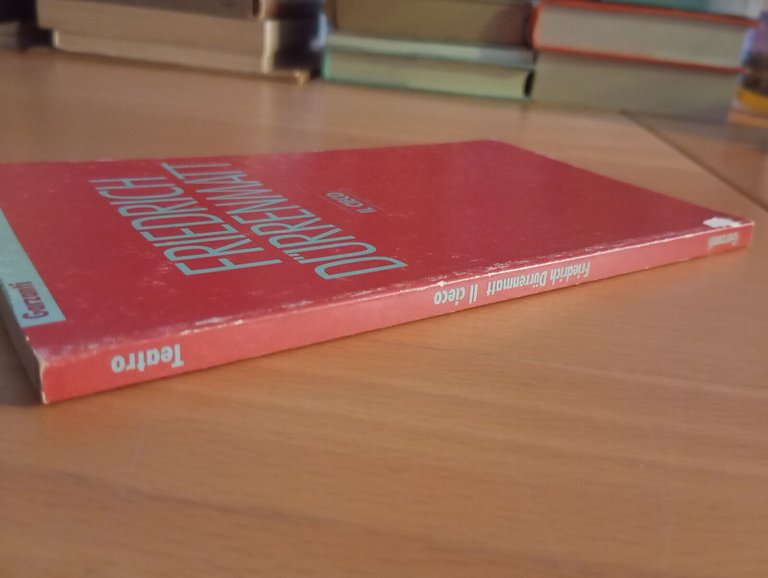 FRIEDRICH
DÜRRENMATT
IL CIECO
Garzanti
Teatro
Friedrich Dürrenmatt Il cieco
Garzanti